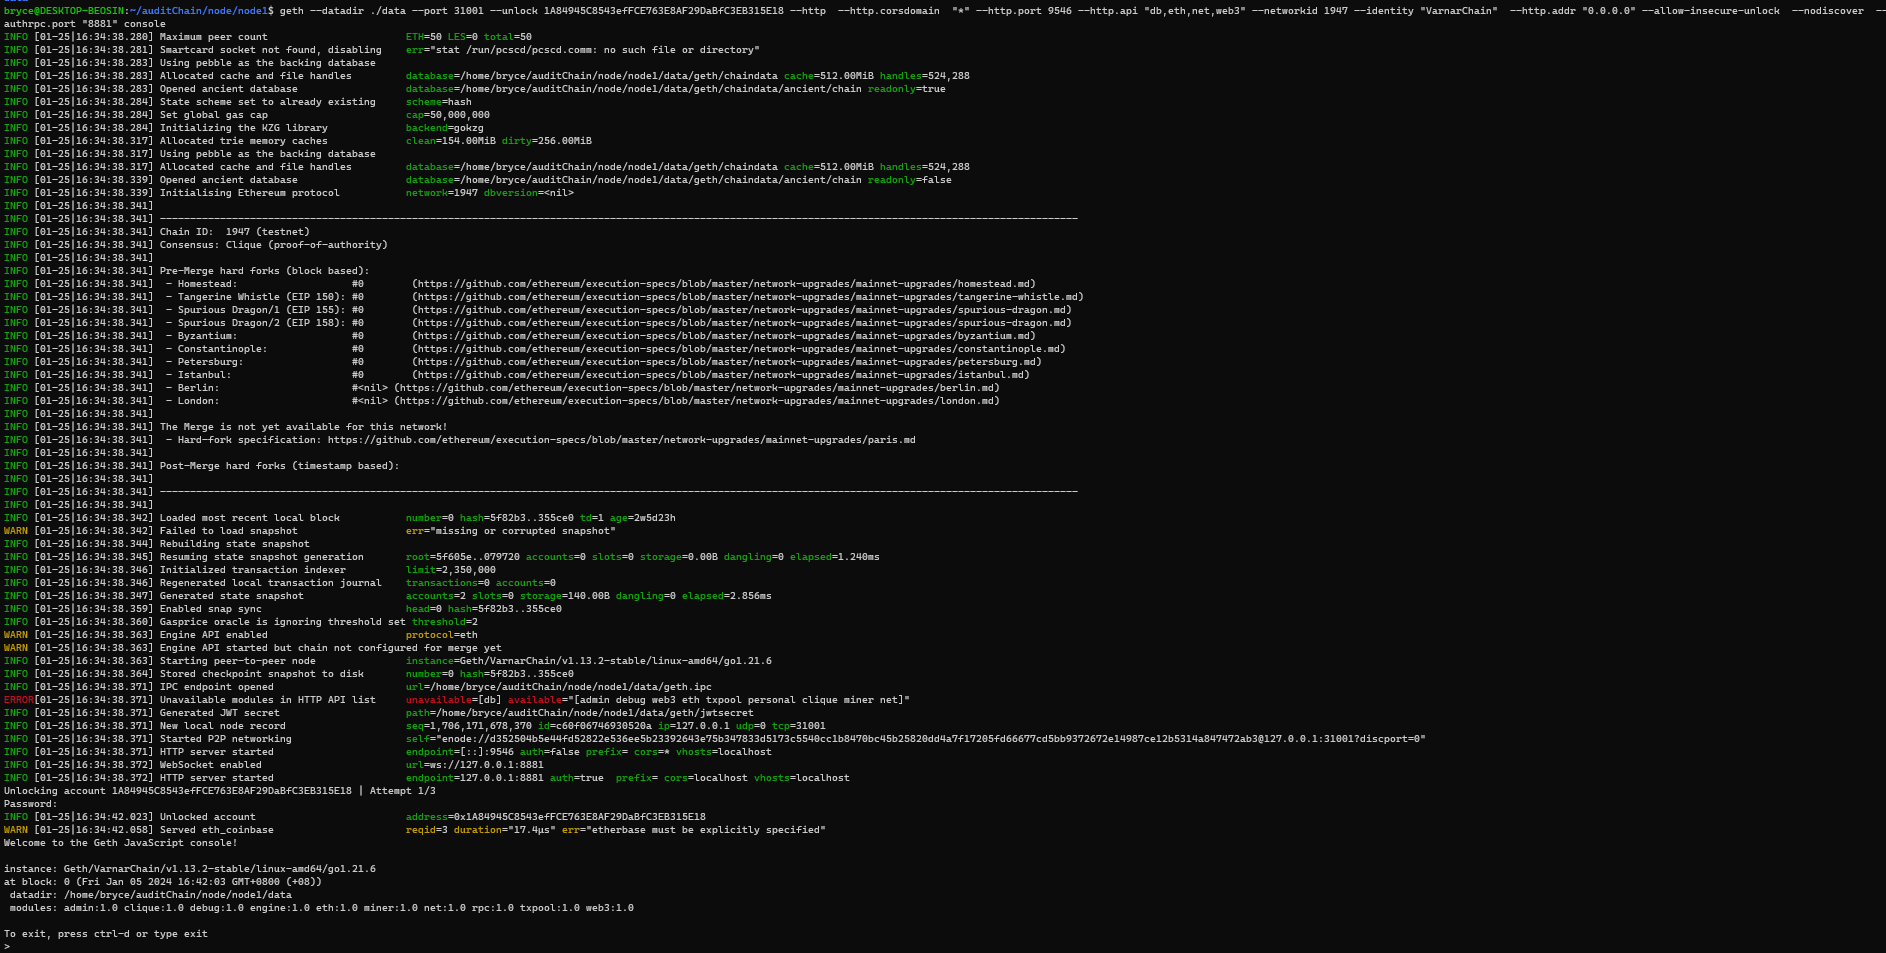 bryce@DESKTOP-BEOSIN:~/auditChain/node/node1$ geth --datadir ./data --port 31001 --unlock 1A84945C8543efFCE763E8AF29DaBfC3EB315E18 --http  --http.corsdomain  "*" --http.port 9546 --http.api "db,eth,net,web3" --networkid 1947 --identity "VarnarChain"  --http.addr "0.0.0.0" --allow-insecure-unlock  --nodiscover  --
authrpc.port "8881" console
INFO [01-25|16:34:38.280] Maximum peer count                       ETH=50 LES=0 total=50
INFO [01-25|16:34:38.281] Smartcard socket not found, disabling    err="stat /run/pcscd/pcscd.comm: no such file or directory"
INFO [01-25|16:34:38.283] Using pebble as the backing database
INFO [01-25|16:34:38.283] Allocated cache and file handles         database=/home/bryce/auditChain/node/node1/data/geth/chaindata cache=512.00MiB handles=524,288
INFO [01-25|16:34:38.283] Opened ancient database                  database=/home/bryce/auditChain/node/node1/data/geth/chaindata/ancient/chain readonly=true
INFO [01-25|16:34:38.284] State scheme set to already existing     scheme=hash
INFO [01-25|16:34:38.284] Set global gas cap                       cap=50,000,000
INFO [01-25|16:34:38.284] Initializing the KZG library             backend=gokzg
INFO [01-25|16:34:38.317] Allocated trie memory caches             clean=154.00MiB dirty=256.00MiB
INFO [01-25|16:34:38.317] Using pebble as the backing database
INFO [01-25|16:34:38.317] Allocated cache and file handles         database=/home/bryce/auditChain/node/node1/data/geth/chaindata cache=512.00MiB handles=524,288
INFO [01-25|16:34:38.339] Opened ancient database                  database=/home/bryce/auditChain/node/node1/data/geth/chaindata/ancient/chain readonly=false
INFO [01-25|16:34:38.339] Initialising Ethereum protocol           network=1947 dbversion=<nil>
INFO [01-25|16:34:38.341]
INFO [01-25|16:34:38.341] ---------------------------------------------------------------------------------------------------------------------------------------------------------
INFO [01-25|16:34:38.341] Chain ID:  1947 (testnet)
INFO [01-25|16:34:38.341] Consensus: Clique (proof-of-authority)
INFO [01-25|16:34:38.341]
INFO [01-25|16:34:38.341] Pre-Merge hard forks (block based):
INFO [01-25|16:34:38.341]  - Homestead:                   #0        (https://github.com/ethereum/execution-specs/blob/master/network-upgrades/mainnet-upgrades/homestead.md)
INFO [01-25|16:34:38.341]  - Tangerine Whistle (EIP 150): #0        (https://github.com/ethereum/execution-specs/blob/master/network-upgrades/mainnet-upgrades/tangerine-whistle.md)
INFO [01-25|16:34:38.341]  - Spurious Dragon/1 (EIP 155): #0        (https://github.com/ethereum/execution-specs/blob/master/network-upgrades/mainnet-upgrades/spurious-dragon.md)
INFO [01-25|16:34:38.341]  - Spurious Dragon/2 (EIP 158): #0        (https://github.com/ethereum/execution-specs/blob/master/network-upgrades/mainnet-upgrades/spurious-dragon.md)
INFO [01-25|16:34:38.341]  - Byzantium:                   #0        (https://github.com/ethereum/execution-specs/blob/master/network-upgrades/mainnet-upgrades/byzantium.md)
INFO [01-25|16:34:38.341]  - Constantinople:              #0        (https://github.com/ethereum/execution-specs/blob/master/network-upgrades/mainnet-upgrades/constantinople.md)
INFO [01-25|16:34:38.341]  - Petersburg:                  #0        (https://github.com/ethereum/execution-specs/blob/master/network-upgrades/mainnet-upgrades/petersburg.md)
INFO [01-25|16:34:38.341]  - Istanbul:                    #0        (https://github.com/ethereum/execution-specs/blob/master/network-upgrades/mainnet-upgrades/istanbul.md)
INFO [01-25|16:34:38.341]  - Berlin:                      #<nil> (https://github.com/ethereum/execution-specs/blob/master/network-upgrades/mainnet-upgrades/berlin.md)
INFO [01-25|16:34:38.341]  - London:                      #<nil> (https://github.com/ethereum/execution-specs/blob/master/network-upgrades/mainnet-upgrades/london.md)
INFO [01-25|16:34:38.341]
INFO [01-25|16:34:38.341] The Merge is not yet available for this network!
INFO [01-25|16:34:38.341]  - Hard-fork specification: https://github.com/ethereum/execution-specs/blob/master/network-upgrades/mainnet-upgrades/paris.md
INFO [01-25|16:34:38.341]
INFO [01-25|16:34:38.341] Post-Merge hard forks (timestamp based):
INFO [01-25|16:34:38.341]
INFO [01-25|16:34:38.341] ---------------------------------------------------------------------------------------------------------------------------------------------------------
INFO [01-25|16:34:38.341]
INFO [01-25|16:34:38.342] Loaded most recent local block           number=0 hash=5f82b3..355ce0 td=1 age=2w5d23h
WARN [01-25|16:34:38.342] Failed to load snapshot                  err="missing or corrupted snapshot"
INFO [01-25|16:34:38.344] Rebuilding state snapshot
INFO [01-25|16:34:38.345] Resuming state snapshot generation       root=5f605e..079720 accounts=0 slots=0 storage=0.00B dangling=0 elapsed=1.240ms
INFO [01-25|16:34:38.346] Initialized transaction indexer          limit=2,350,000
INFO [01-25|16:34:38.346] Regenerated local transaction journal    transactions=0 accounts=0
INFO [01-25|16:34:38.347] Generated state snapshot                 accounts=2 slots=0 storage=140.00B dangling=0 elapsed=2.856ms
INFO [01-25|16:34:38.359] Enabled snap sync                        head=0 hash=5f82b3..355ce0
INFO [01-25|16:34:38.360] Gasprice oracle is ignoring threshold set threshold=2
WARN [01-25|16:34:38.363] Engine API enabled                       protocol=eth
WARN [01-25|16:34:38.363] Engine API started but chain not configured for merge yet
INFO [01-25|16:34:38.363] Starting peer-to-peer node               instance=Geth/VarnarChain/v1.13.2-stable/linux-amd64/go1.21.6
INFO [01-25|16:34:38.364] Stored checkpoint snapshot to disk       number=0 hash=5f82b3..355ce0
INFO [01-25|16:34:38.371] IPC endpoint opened                      url=/home/bryce/auditChain/node/node1/data/geth.ipc
ERROR[01-25|16:34:38.371] Unavailable modules in HTTP API list     unavailable=[db] available="[admin debug web3 eth txpool personal clique miner net]"
INFO [01-25|16:34:38.371] Generated JWT secret                     path=/home/bryce/auditChain/node/node1/data/geth/jwtsecret
INFO [01-25|16:34:38.371] New local node record                    seq=1,706,171,678,370 id=c60f06746930520a ip=127.0.0.1 udp=0 tcp=31001
INFO [01-25|16:34:38.371] Started P2P networking                   self="enode://d352504b5e44fd52822e536ee5b23392643e75b347833d5173c5540cc1b8470bc45b25820dd4a7f17205fd66677cd5bb9372672e14987ce12b5314a847472ab3@127.0.0.1:31001?discport=0"
INFO [01-25|16:34:38.371] HTTP server started                      endpoint=[::]:9546 auth=false prefix= cors=* vhosts=localhost
INFO [01-25|16:34:38.372] WebSocket enabled                        url=ws://127.0.0.1:8881
INFO [01-25|16:34:38.372] HTTP server started                      endpoint=127.0.0.1:8881 auth=true  prefix= cors=localhost vhosts=localhost
Unlocking account 1A84945C8543efFCE763E8AF29DaBfC3EB315E18 | Attempt 1/3
Password:
INFO [01-25|16:34:42.023] Unlocked account                         address=0x1A84945C8543efFCE763E8AF29DaBfC3EB315E18
WARN [01-25|16:34:42.058] Served eth_coinbase                      reqid=3 duration="17.4µs" err="etherbase must be explicitly specified"
Welcome to the Geth JavaScript console!

instance: Geth/VarnarChain/v1.13.2-stable/linux-amd64/go1.21.6
at block: 0 (Fri Jan 05 2024 16:42:03 GMT+0800 (+08))
 datadir: /home/bryce/auditChain/node/node1/data
 modules: admin:1.0 clique:1.0 debug:1.0 engine:1.0 eth:1.0 miner:1.0 net:1.0 rpc:1.0 txpool:1.0 web3:1.0

To exit, press ctrl-d or type exit
>